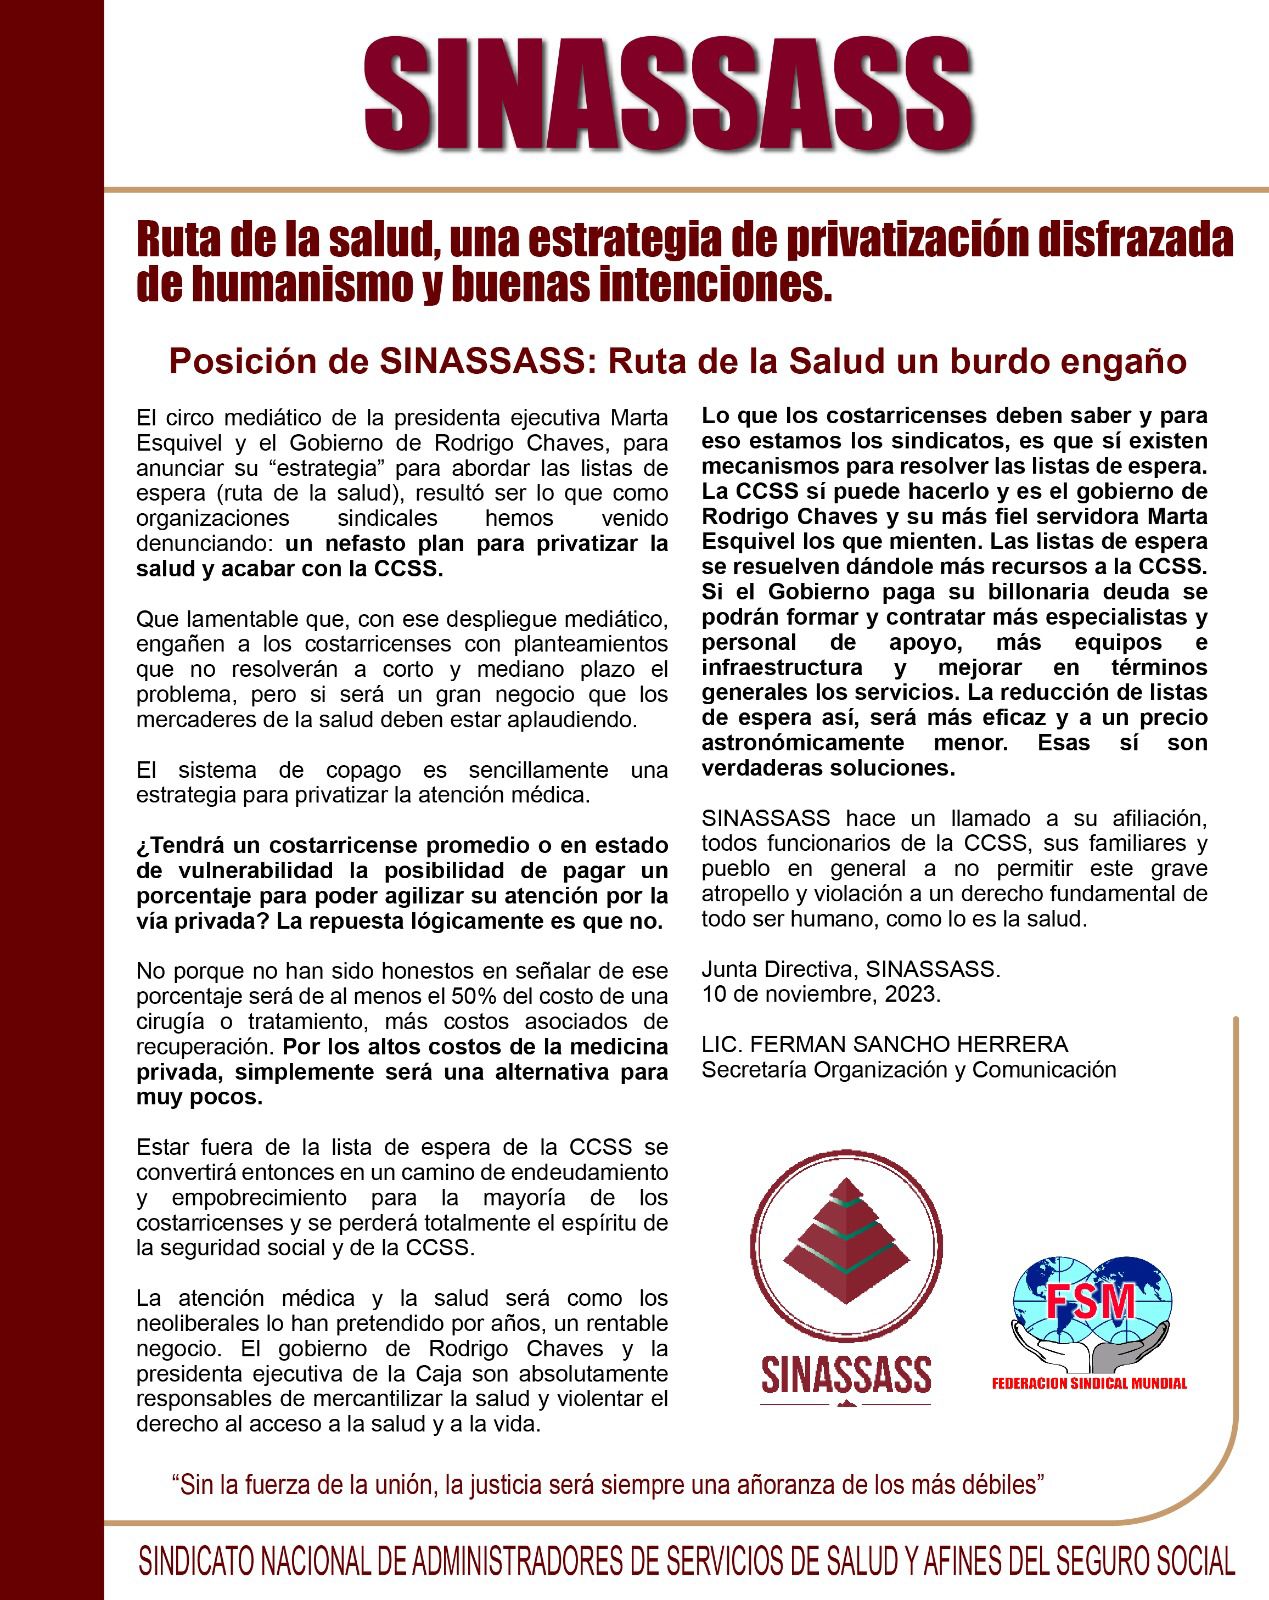 SINASSASS
Ruta de la salud, una estrategia de privatización disfrazada
de humanismo y buenas intenciones.
Posición de SINASSASS: Ruta de la Salud un burdo engaño
El circo mediático de la presidenta ejecutiva Marta
Esquivel y el Gobierno de Rodrigo Chaves, para
anunciar su “estrategia” para abordar las listas de
espera (ruta de la salud), resultó ser lo que como
organizaciones sindicales hemos venido
denunciando: un nefasto plan para privatizar la
salud y acabar con la CCSS.
Que lamentable que, con ese despliegue mediático,
engañen a los costarricenses con planteamientos
que no resolverán a corto y mediano plazo el
problema, pero si será un gran negocio que los
mercaderes de la salud deben estar aplaudiendo.
El sistema de copago es sencillamente una
estrategia para privatizar la atención médica.
¿Tendrá un costarricense promedio o en estado
de vulnerabilidad la posibilidad de pagar un
porcentaje para poder agilizar su atención por la
vía privada? La repuesta lógicamente es que no.
No porque no han sido honestos en señalar de ese
porcentaje será de al menos el 50% del costo de una
cirugía o tratamiento, más costos asociados de
recuperación. Por los altos costos de la medicina
privada, simplemente será una alternativa para
muy pocos.
Estar fuera de la lista de espera de la CCSS se
convertirá entonces en un camino de endeudamiento
y empobrecimiento para la mayoría de los
costarricenses y se perderá totalmente el espíritu de
la seguridad social y de la CCSS.
La atención médica y la salud será como los
neoliberales lo han pretendido por años, un rentable
negocio. El gobierno de Rodrigo Chaves y la
presidenta ejecutiva de la Caja son absolutamente
responsables de mercantilizar la salud y violentar el
derecho al acceso a la salud y a la vida.
Lo que los costarricenses deben saber y para
eso estamos los sindicatos, es que sí existen
mecanismos para resolver las listas de espera.
La CCSS sí puede hacerlo y es el gobierno de
Rodrigo Chaves y su más fiel servidora Marta
Esquivel los que mienten. Las listas de espera
se resuelven dándole más recursos a la CCSS.
Si el Gobierno paga su billonaria deuda se
podrán formar y contratar más especialistas y
personal de apoyo, más equipos e
infraestructura y mejorar en términos
generales los servicios. La reducción de listas
de espera así, será más eficaz y a un precio
astronómicamente menor. Esas sí son
verdaderas soluciones.
SINASSASS hace un llamado a su afiliación,
todos funcionarios de la CCSS, sus familiares y
pueblo en general a no permitir este grave
atropello y violación a un derecho fundamental de
todo ser humano, como lo es la salud.
Junta Directiva, SINASSASS.
10 de noviembre, 2023.
LIC. FERMAN SANCHO HERRERA
Secretaría Organización y Comunicación
SINASSASS
FSM
FEDERACION SINDICAL MUNDIAL
“Sin la fuerza de la unión, la justicia será siempre una añoranza de los más débiles”
SINDICATO NACIONAL DE ADMINISTRADORES DE SERVICIOS DE SALUD Y AFINES DEL SEGURO SOCIAL